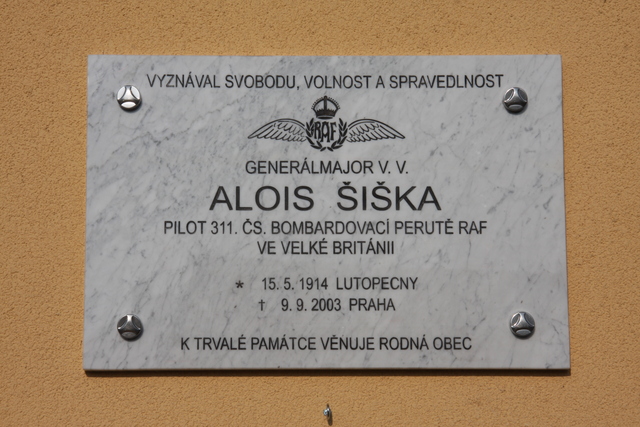 VYZNÁVAL SVOBODU, VOLNOST A SPRAVEDLNOST
RAF
GENERÁLMAJOR V. V.
ALOIS ŠIŠKA
PILOT 311. ČS. BOMBARDOVACÍ PERUTĚ RAF
VE VELKÉ BRITÁNII
* 15. 5. 1914 LUTOPECNY
† 9. 9. 2003 PRAHA
K TRVALÉ PAMÁTCE VĚNUJE RODNÁ OBEC